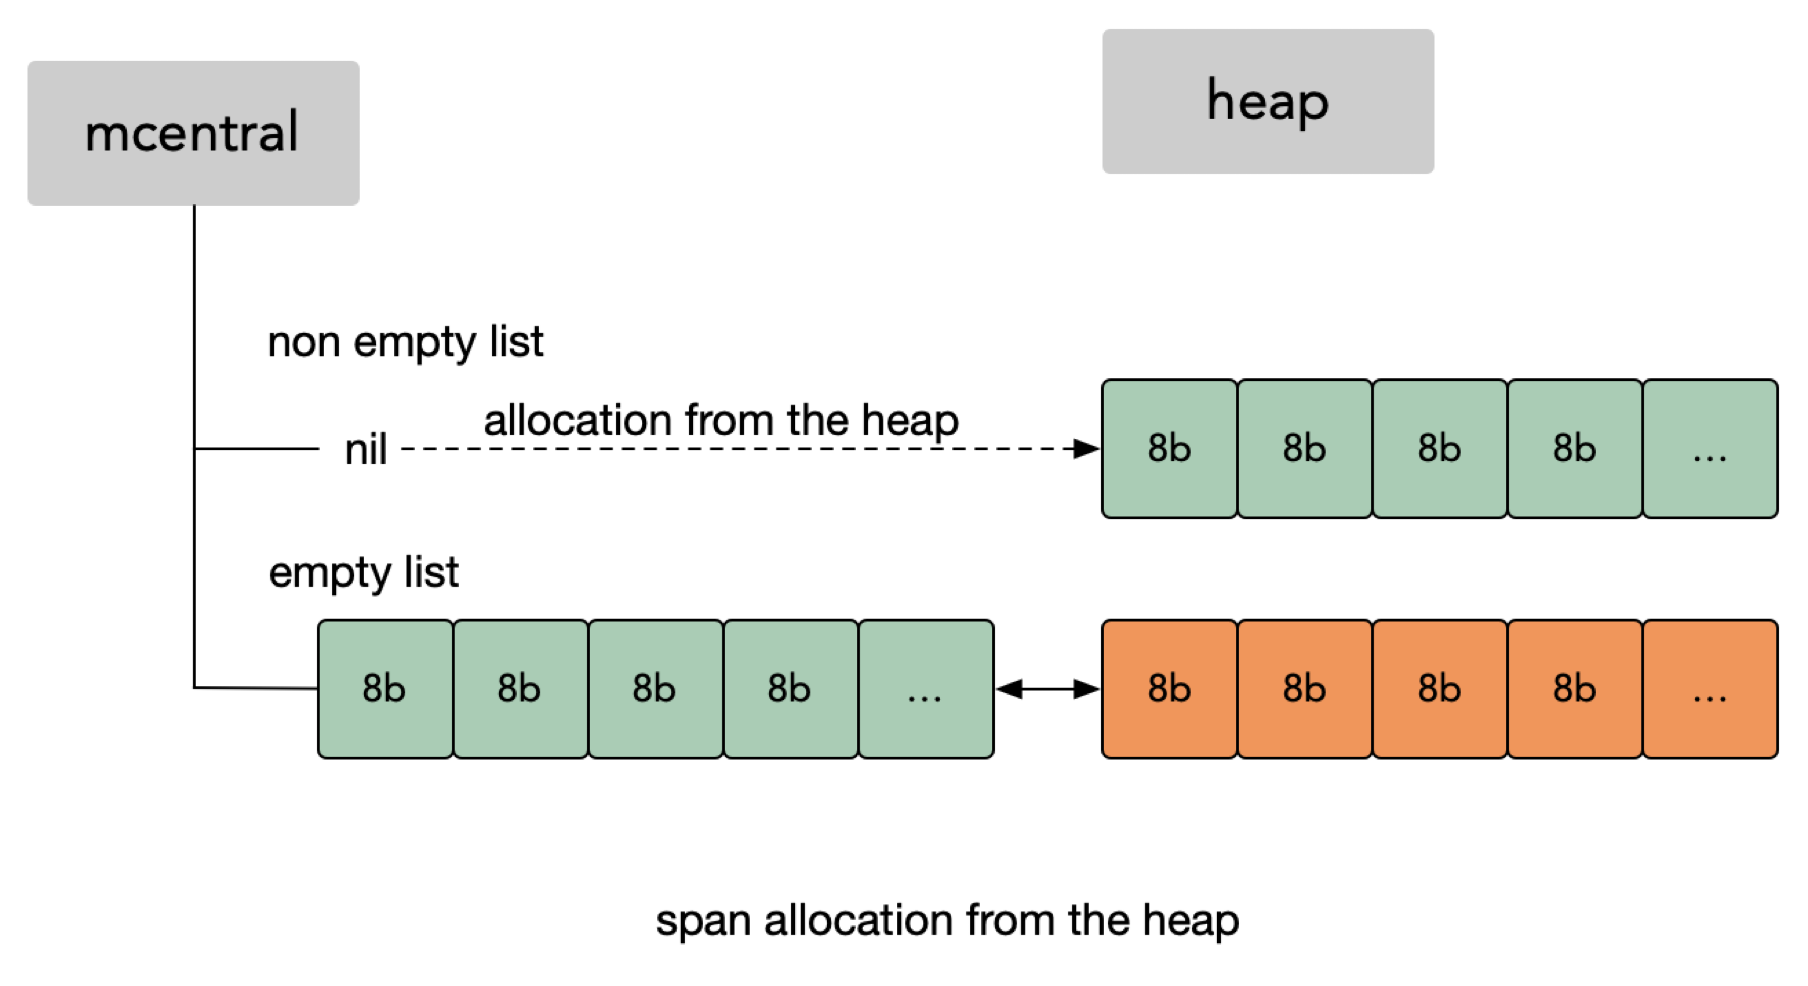 mcentral
heap
non empty list
allocation from the heap
nil
8b 8b 8b 8b ...
empty list
8b 8b 8b 8b ... 8b 8b 8b 8b ...
span allocation from the heap